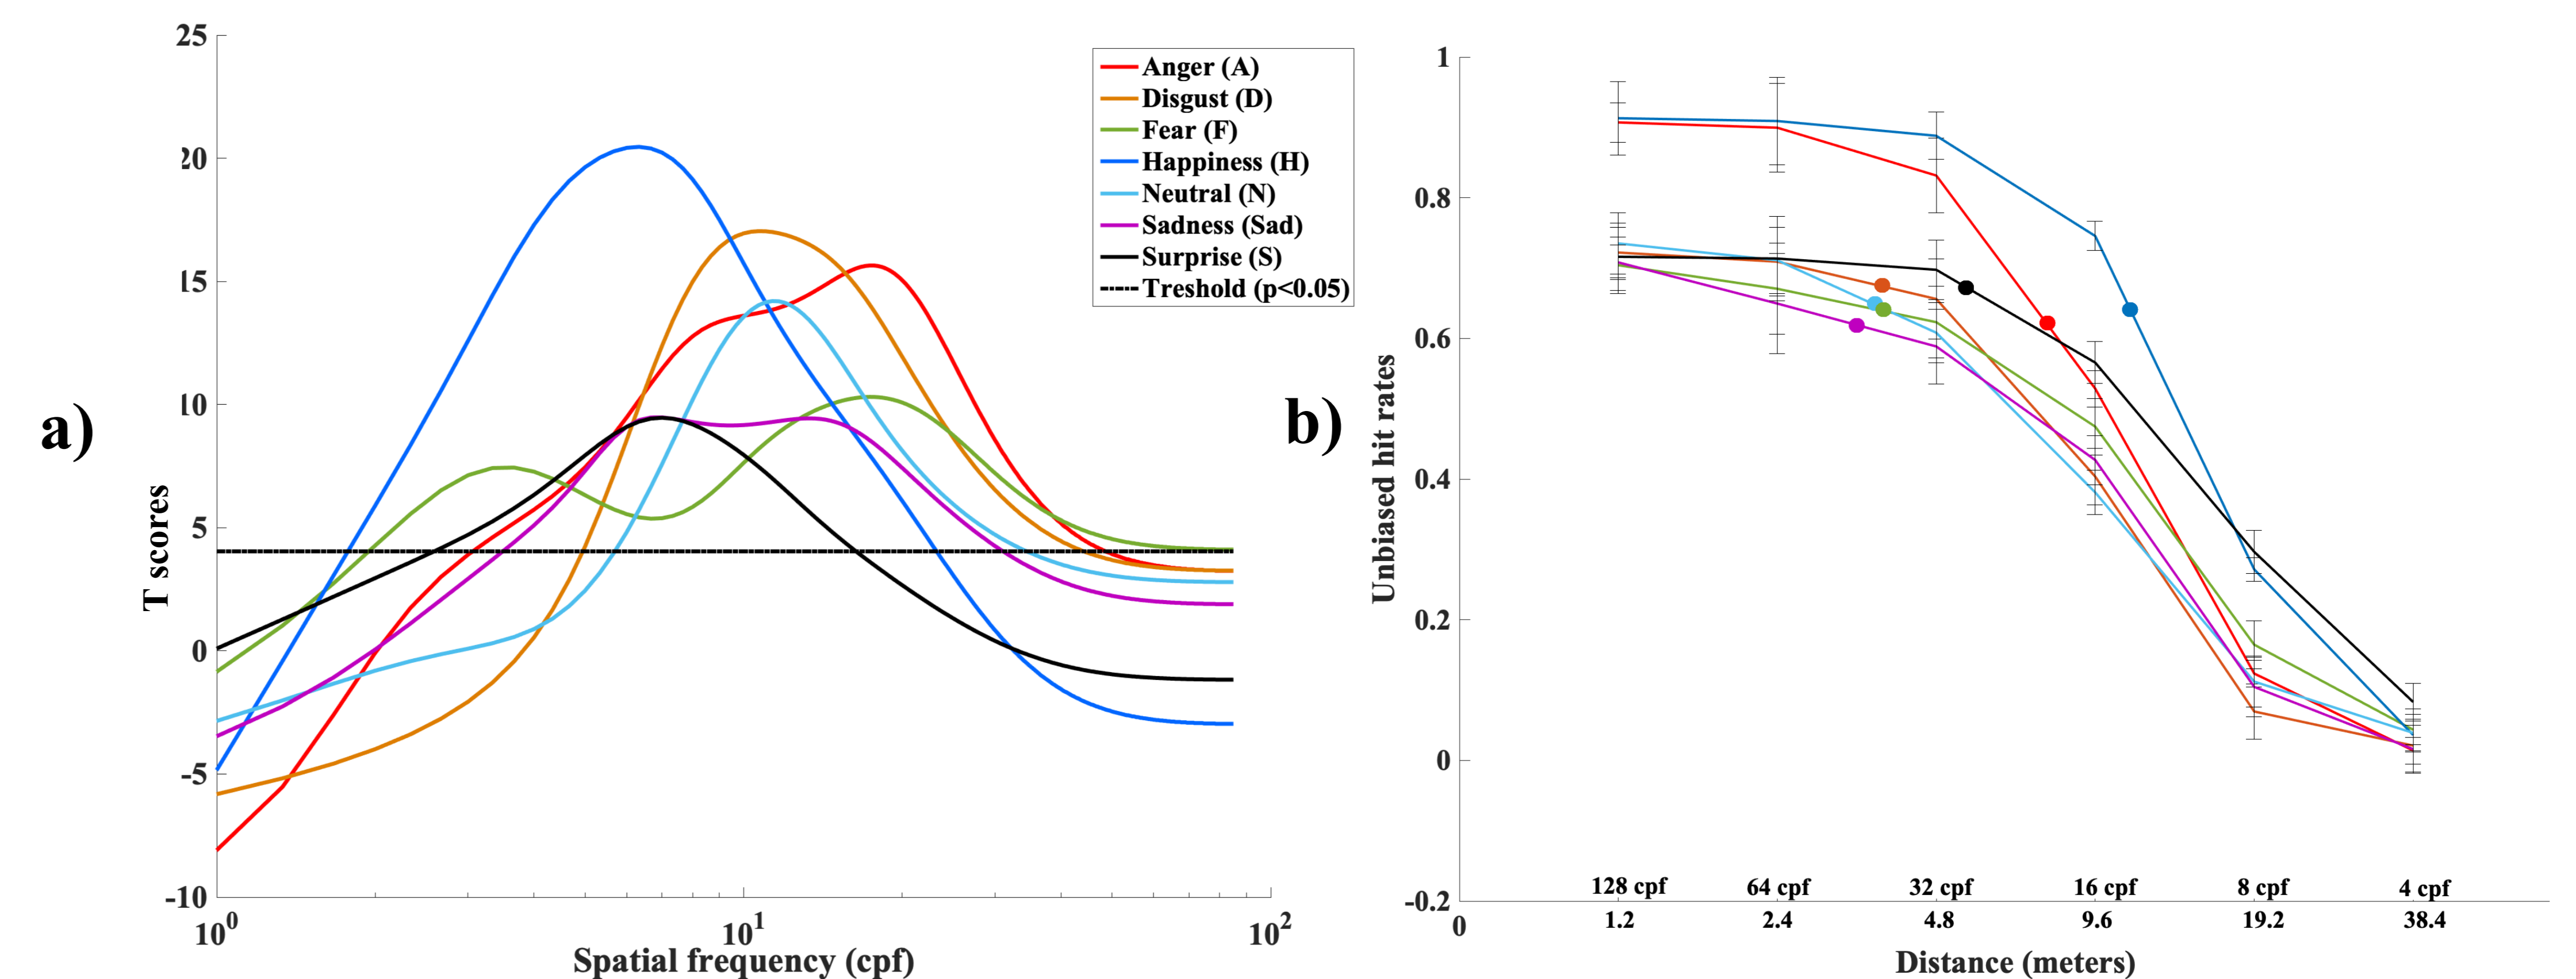 a)
T scores
25
20
15
10
5
0
-5
-10
10^0
10^1
10^2
Spatial frequency (cpf)
Anger (A)
Disgust (D)
Fear (F)
Happiness (H)
Neutral (N)
Sadness (Sad)
Surprise (S)
Treshold (p<0.05)
b)
Unbiased hit rates
1
0.8
0.6
0.4
0.2
0
-0.2
128 cpf 64 cpf 32 cpf 16 cpf 8 cpf 4 cpf
0 1.2 2.4 4.8 9.6 19.2 38.4
Distance (meters)